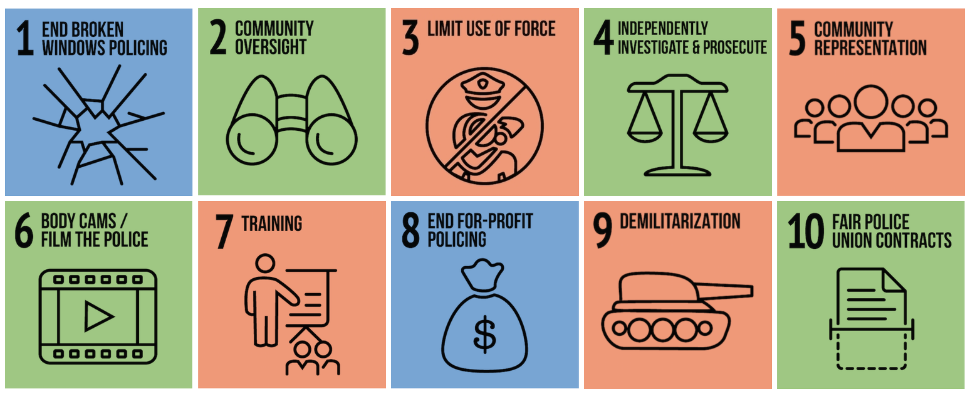 1 END BROKEN
WINDOWS POLICING
2 COMMUNITY
OVERSIGHT
3 LIMIT USE OF FORCE
4 INDEPENDENTLY
INVESTIGATE & PROSECUTE
5 COMMUNITY
REPRESENTATION
6 BODY CAMS /
FILM THE POLICE
7 TRAINING
8 END FOR-PROFIT
POLICING
$
9 DEMILITARIZATION
10 FAIR POLICE
UNION CONTRACTS